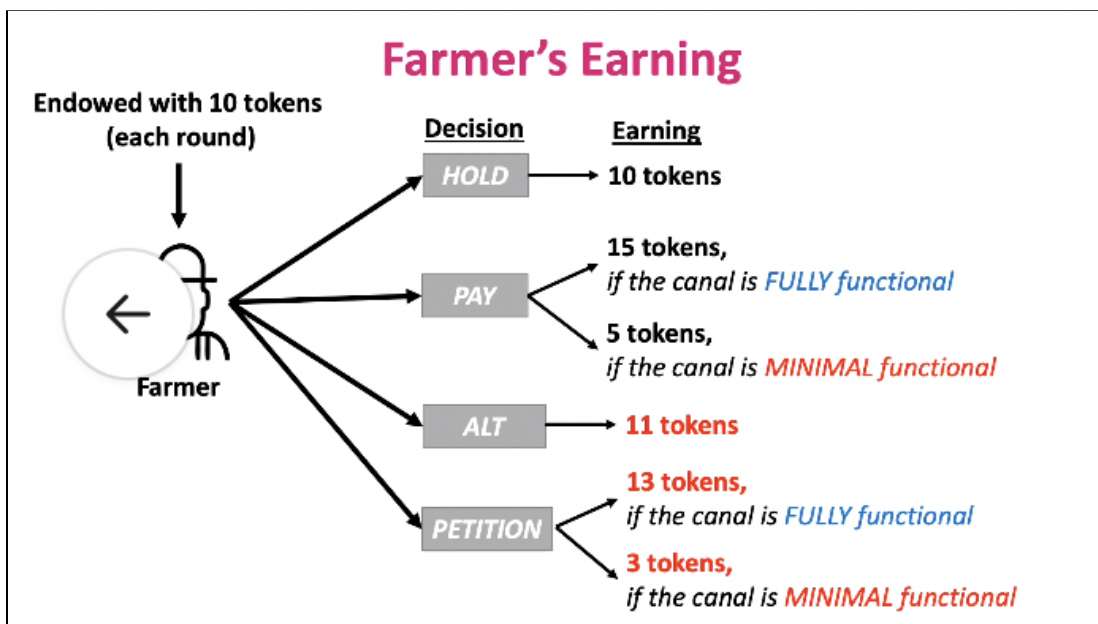 Farmer’s Earning
Endowed with 10 tokens
(each round)
Farmer
Decision
Earning
HOLD
10 tokens
PAY
15 tokens,
if the canal is FULLY functional
5 tokens,
if the canal is MINIMAL functional
ALT
11 tokens
PETITION
13 tokens,
if the canal is FULLY functional
3 tokens,
if the canal is MINIMAL functional